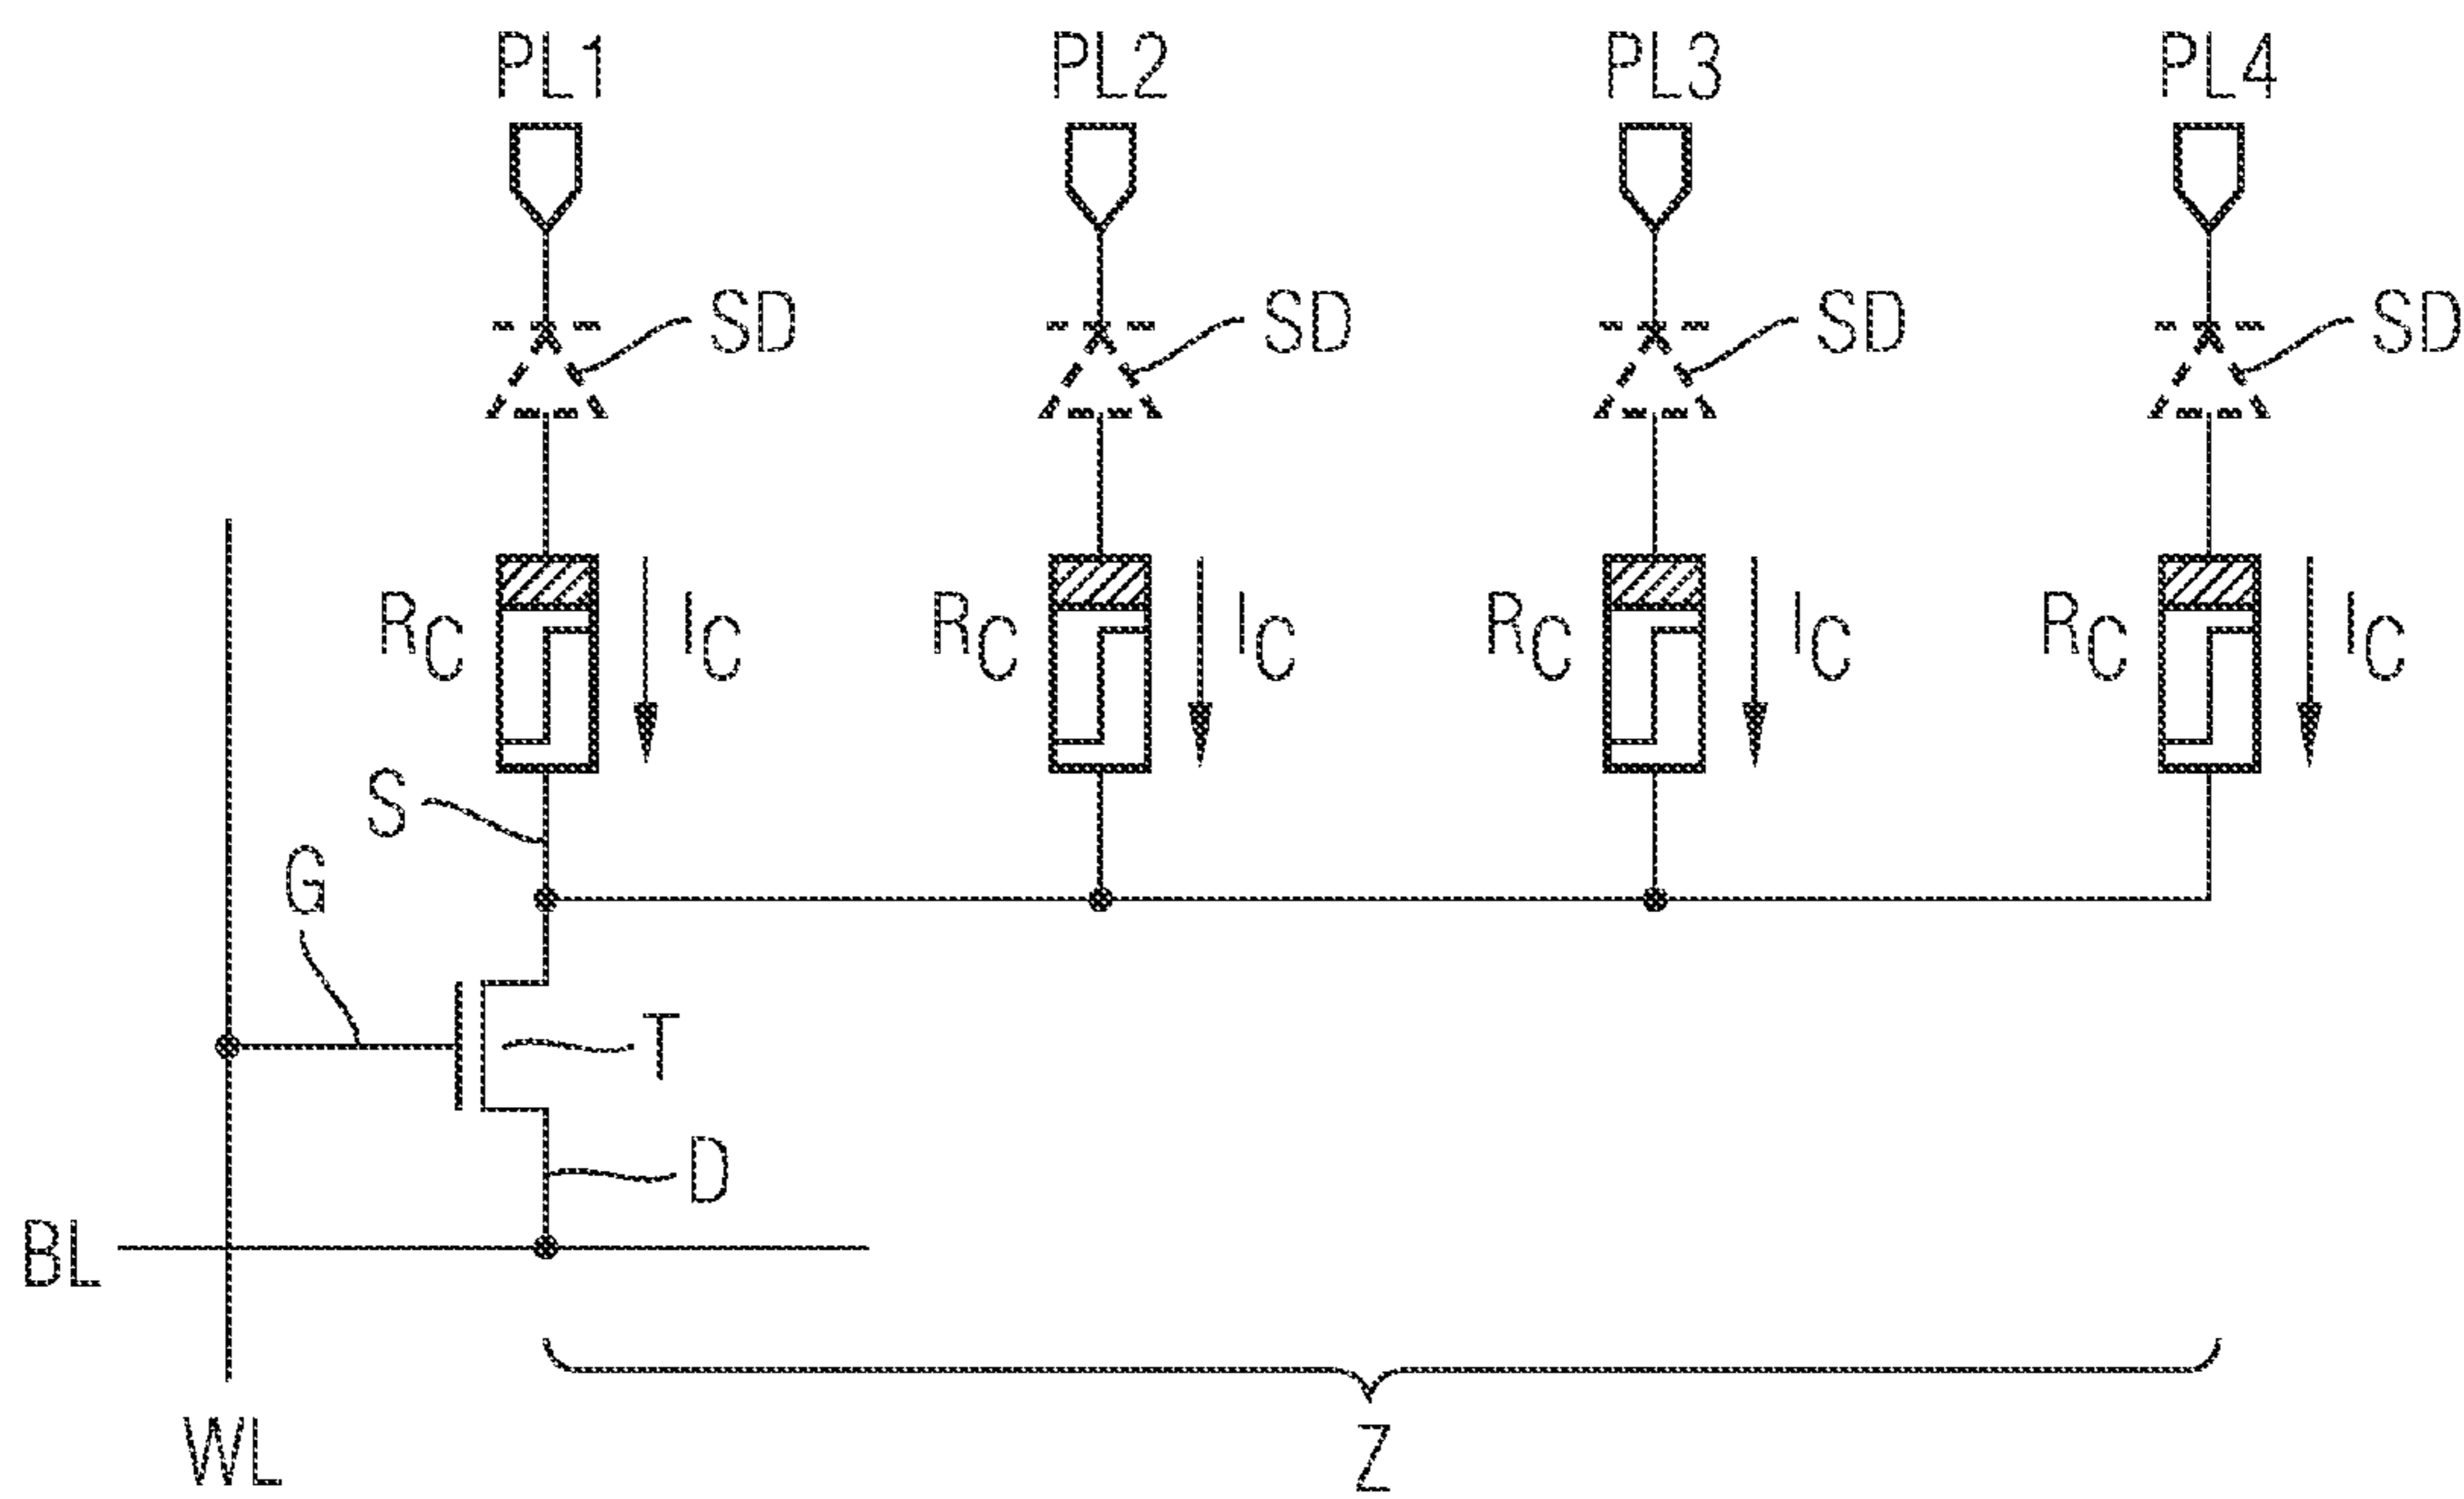 PL1 PL2 PL3 PL4
SD SD SD SD
RC IC RC IC RC IC RC IC
S
G
T
D
BL
WL
Z